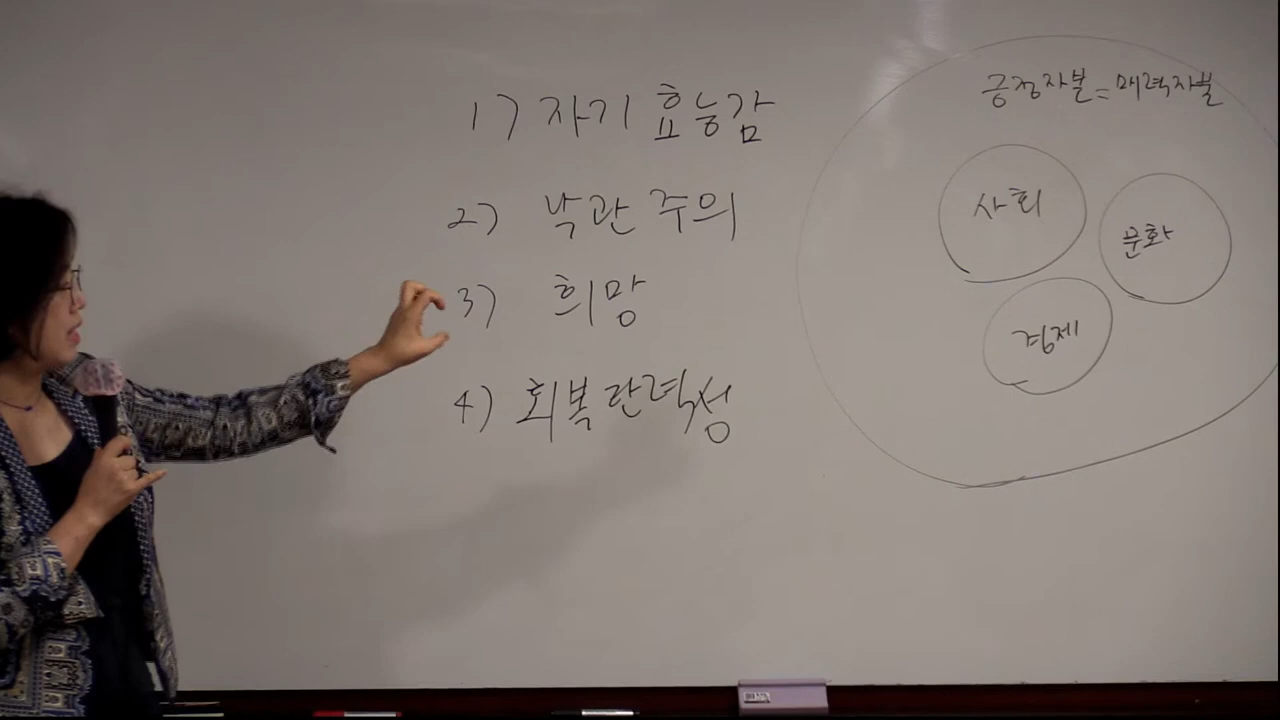 1) 자기 효능감
2) 낙관주의
3) 희망
4) 회복탄력성
긍정자본=매력자본
사회
문화
경제